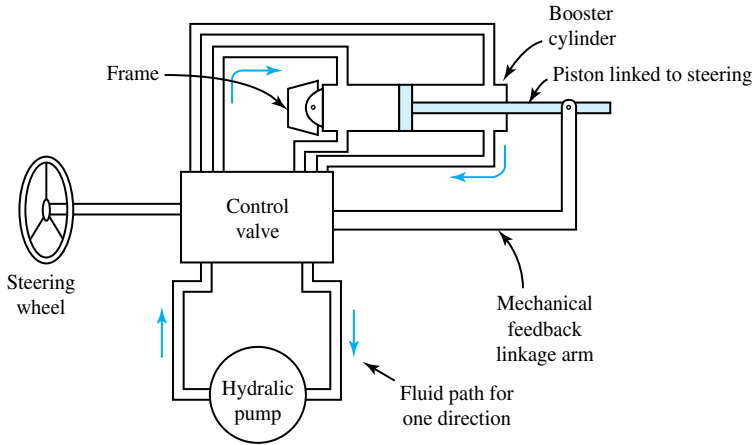 Booster
cylinder
Frame
Piston linked to steering
Control
valve
Steering
wheel
Mechanical
feedback
linkage arm
Hydralic
pump
Fluid path for
one direction